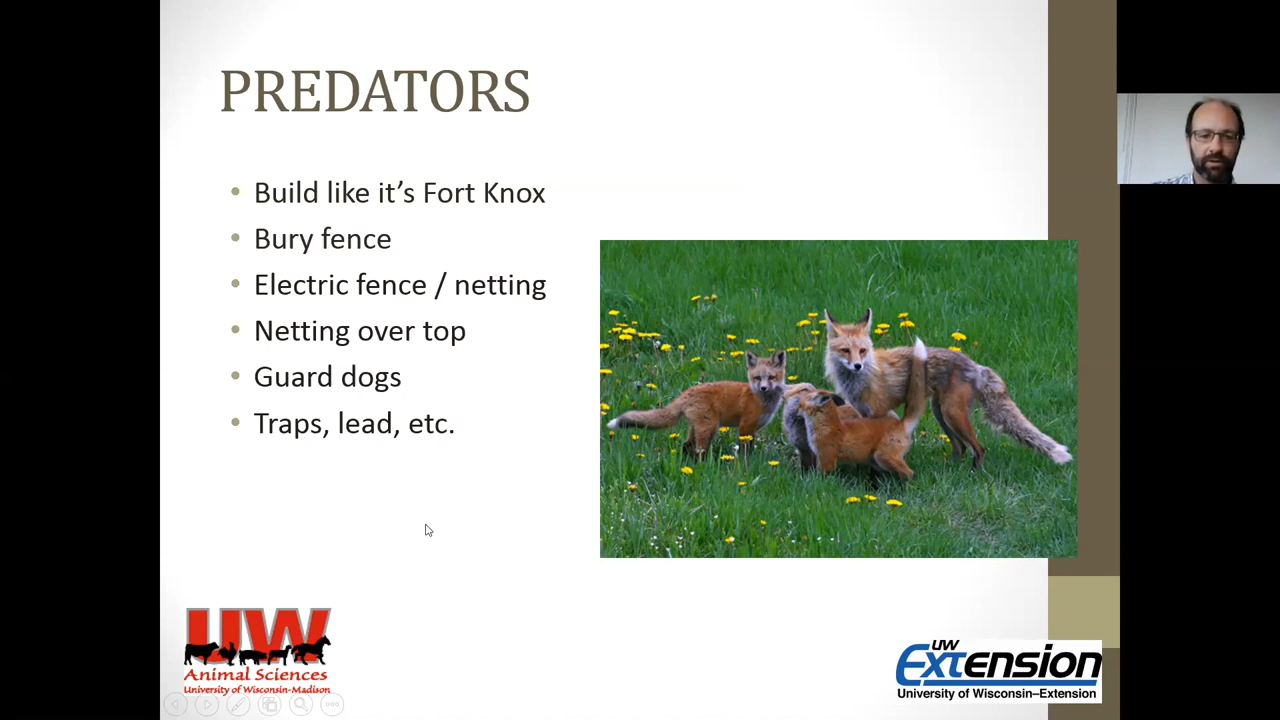 PREDATORS
• Build like it's Fort Knox
• Bury fence
• Electric fence / netting
• Netting over top
• Guard dogs
• Traps, lead, etc.
UW
Animal Sciences
University of Wisconsin-Madison
UW
Extension
University of Wisconsin–Extension